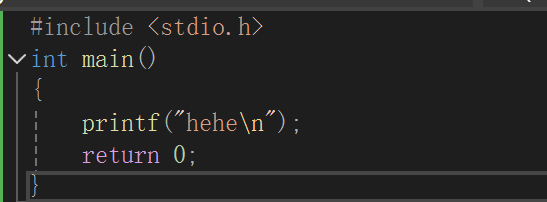 #include <stdio.h>
int main()
{
printf("hehe\n");
return 0;
}